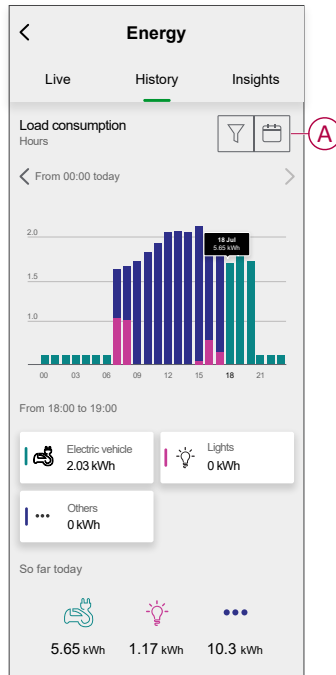 Energy
Live History Insights
Load consumption
Hours
A
From 00:00 today
2.0
18 Jul
5.65 kWh
1.5
1.0
00 03 06 09 12 15 18 21
From 18:00 to 19:00
Electric vehicle
2.03 kWh
Lights
0 kWh
Others
0 kWh
So far today
5.65 kWh 1.17 kWh 10.3 kWh